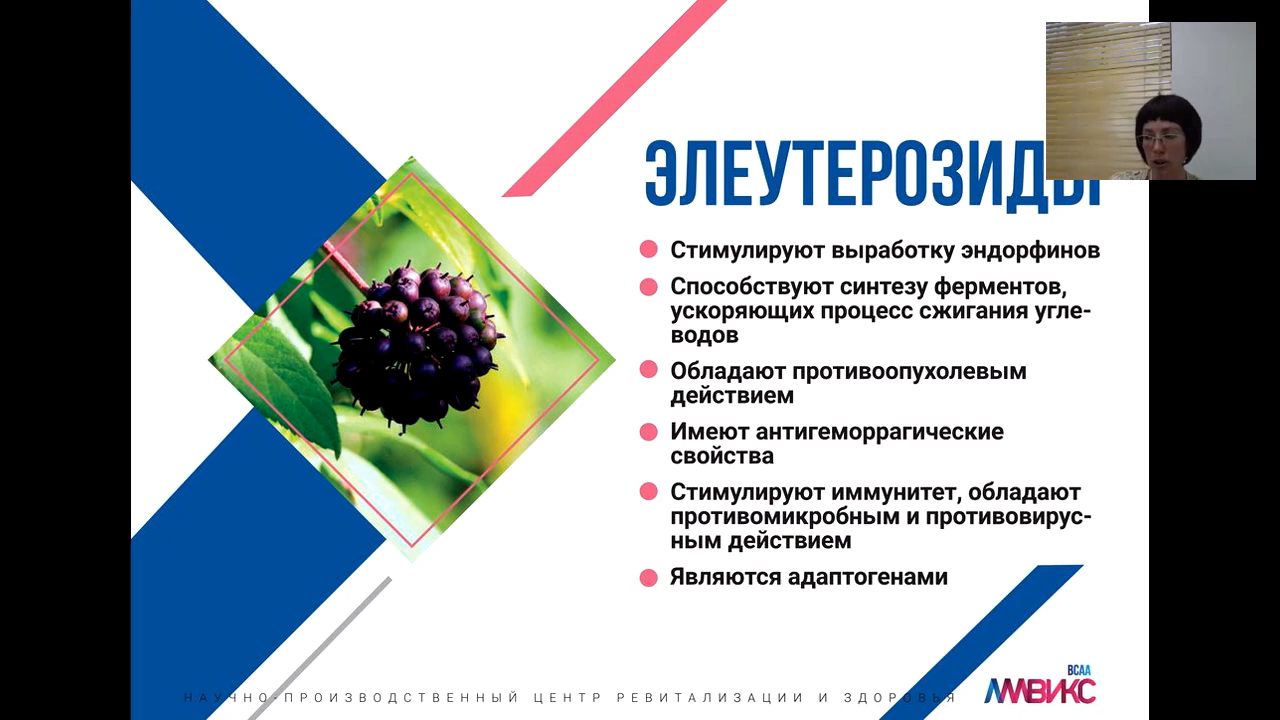 ЭЛЕУТЕРОЗИДЫ
Стимулируют выработку эндорфинов
Способствуют синтезу ферментов,
ускоряющих процесс сжигания угле-
водов
Обладают противоопухолевым
действием
Имеют антигеморрагические
свойства
Стимулируют иммунитет, обладают
противомикробным и противовирус-
ным действием
Являются адаптогенами
ВСАА
ЛАМВИКС
НАУЧНО-ПРОИЗВОДСТВЕННЫЙ ЦЕНТР РЕВИТАЛИЗАЦИИ И ЗДОРОВЬЯ